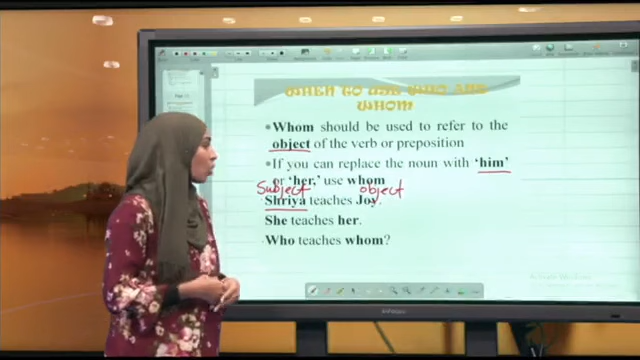 WHEN TO USE WHO AND
WHOM
• Whom should be used to refer to the
object of the verb or preposition
• If you can replace the noun with ‘him’
or ‘her,’ use whom
Subject object
Shriya teaches Joy.
She teaches her.
Who teaches whom?
InFocus